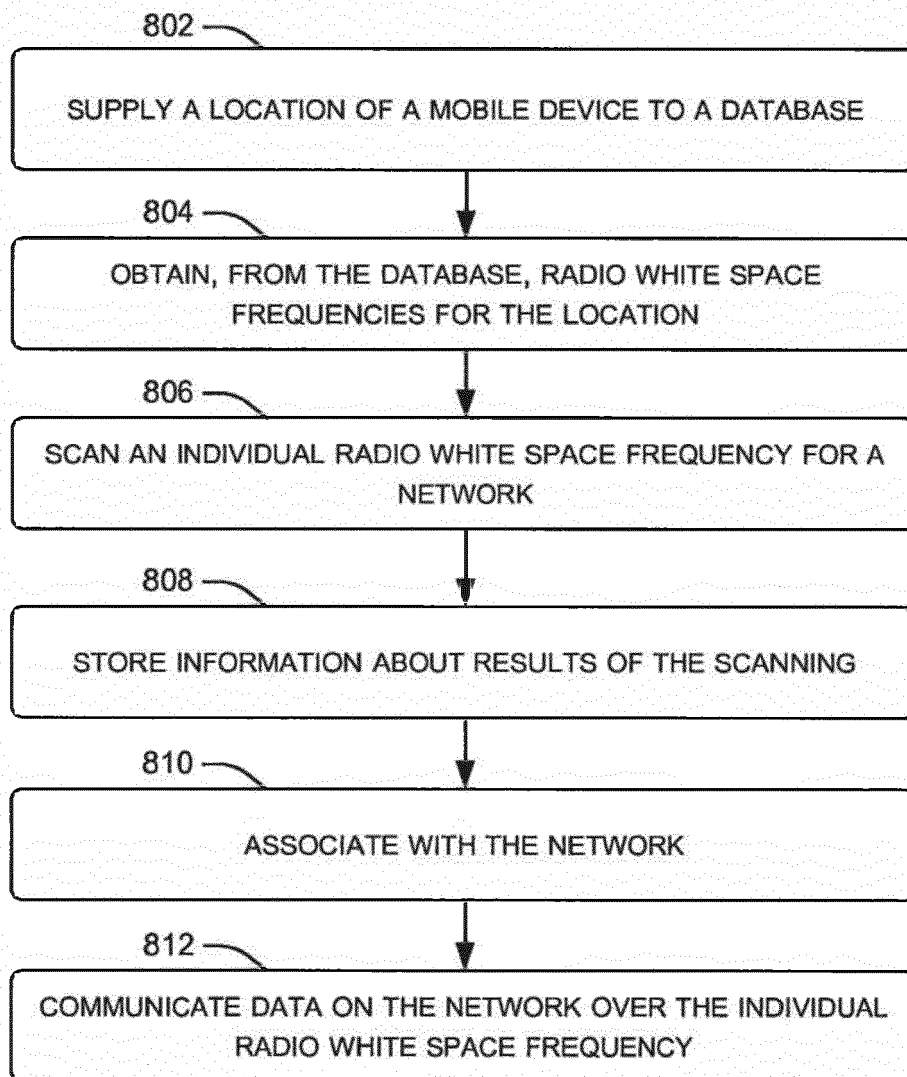 802
SUPPLY A LOCATION OF A MOBILE DEVICE TO A DATABASE
804
OBTAIN, FROM THE DATABASE, RADIO WHITE SPACE
FREQUENCIES FOR THE LOCATION
806
SCAN AN INDIVIDUAL RADIO WHITE SPACE FREQUENCY FOR A
NETWORK
808
STORE INFORMATION ABOUT RESULTS OF THE SCANNING
810
ASSOCIATE WITH THE NETWORK
812
COMMUNICATE DATA ON THE NETWORK OVER THE INDIVIDUAL
RADIO WHITE SPACE FREQUENCY